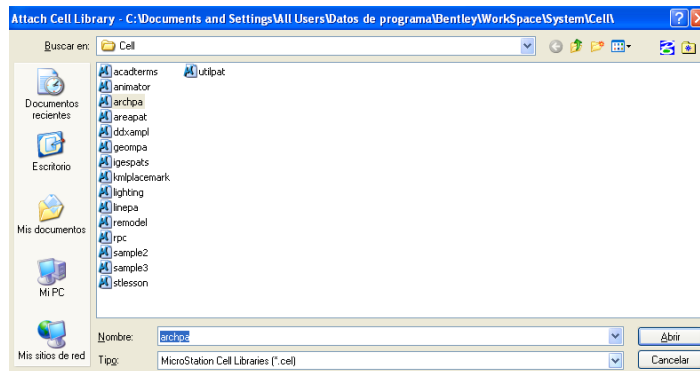 Attach Cell Library - C:\Documents and Settings\All Users\Datos de programa\Bentley\WorkSpace\System\Cell\
Buscar en:
Cell
Documentos
recientes
Escritorio
Mis documentos
Mi PC
Mis sitios de red
acadterms
animator
archpa
areapat
ddxampl
geompa
igespats
kmlplacemark
lighting
linepa
remodel
rpc
sample2
sample3
stlesson
utilpat
Nombre:
archpa
Abrir
Tipo:
MicroStation Cell Libraries (*.cel)
Cancelar